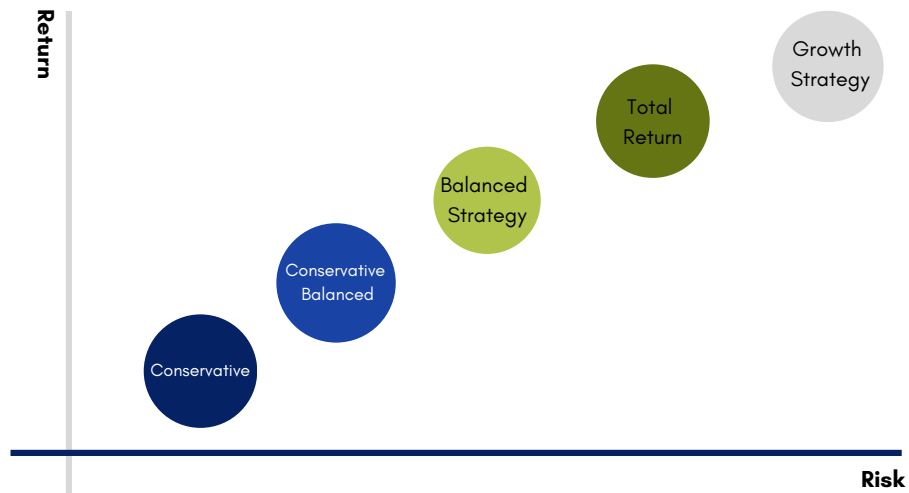 Return
Growth
Strategy
Total
Return
Balanced
Strategy
Conservative
Balanced
Conservative
Risk